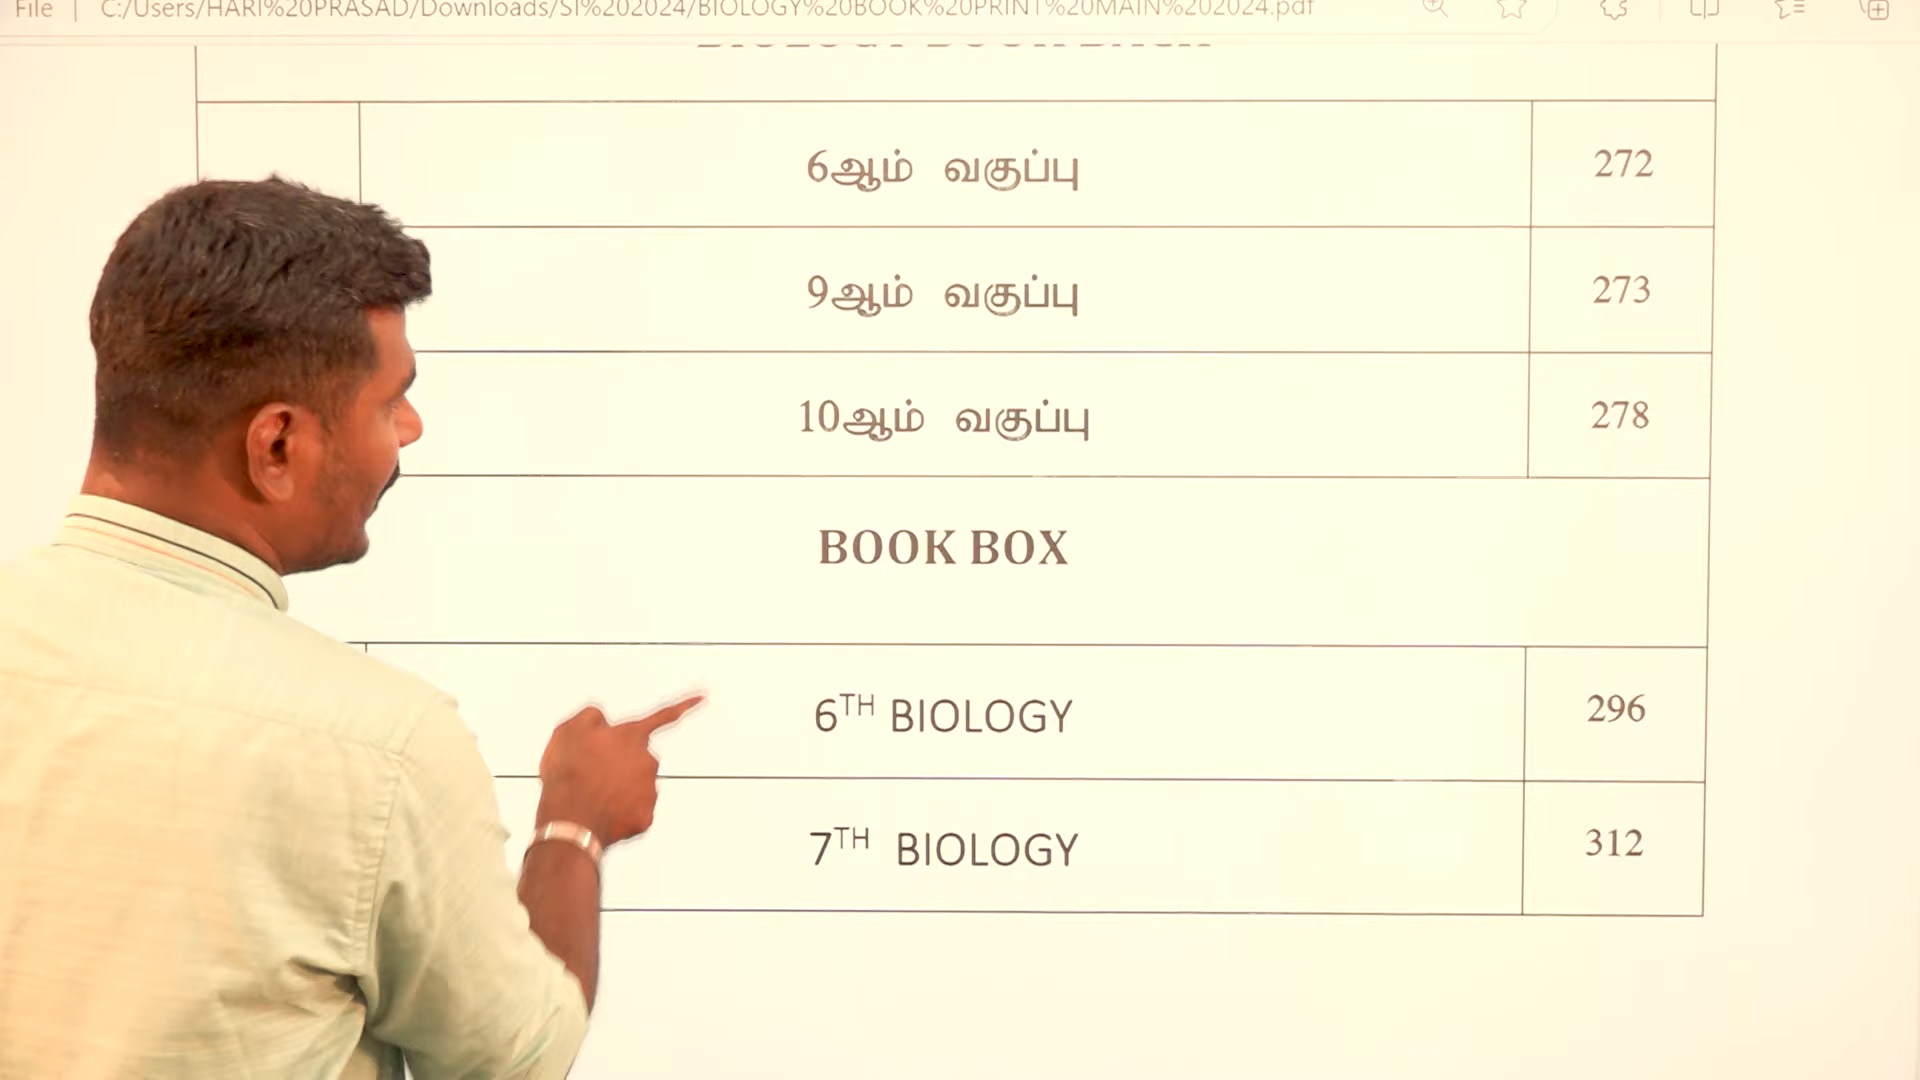 File | C:/Users/HARI%20PRASAD/Downloads/SI%202024/BIOLOGY%20BOOK%20PRINT%20MAIN%202024.pdf
6ஆம் வகுப்பு 272
9ஆம் வகுப்பு 273
10ஆம் வகுப்பு 278
BOOK BOX
6TH BIOLOGY 296
7TH BIOLOGY 312